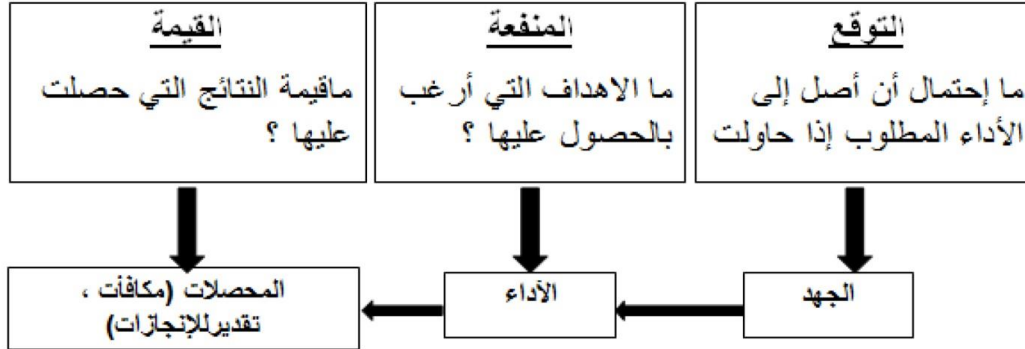 التوقع
ما إحتمال أن أصل إلى
الأداء المطلوب إذا حاولت
المنفعة
ما الاهداف التي أرغب
بالحصول عليها ؟
القيمة
ماقيمة النتائج التي حصلت
عليها ؟
الجهد
الأداء
المحصلات (مكافأت ،
تقديرللإنجازات)